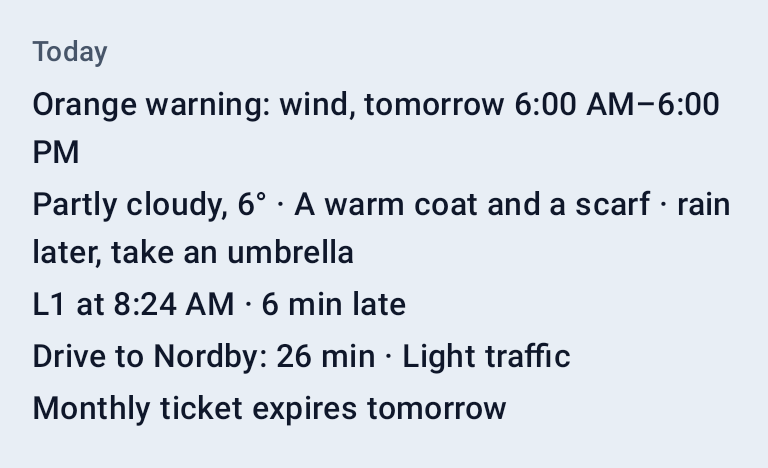 Today
Orange warning: wind, tomorrow 6:00 AM–6:00
PM
Partly cloudy, 6° · A warm coat and a scarf · rain
later, take an umbrella
L1 at 8:24 AM · 6 min late
Drive to Nordby: 26 min · Light traffic
Monthly ticket expires tomorrow